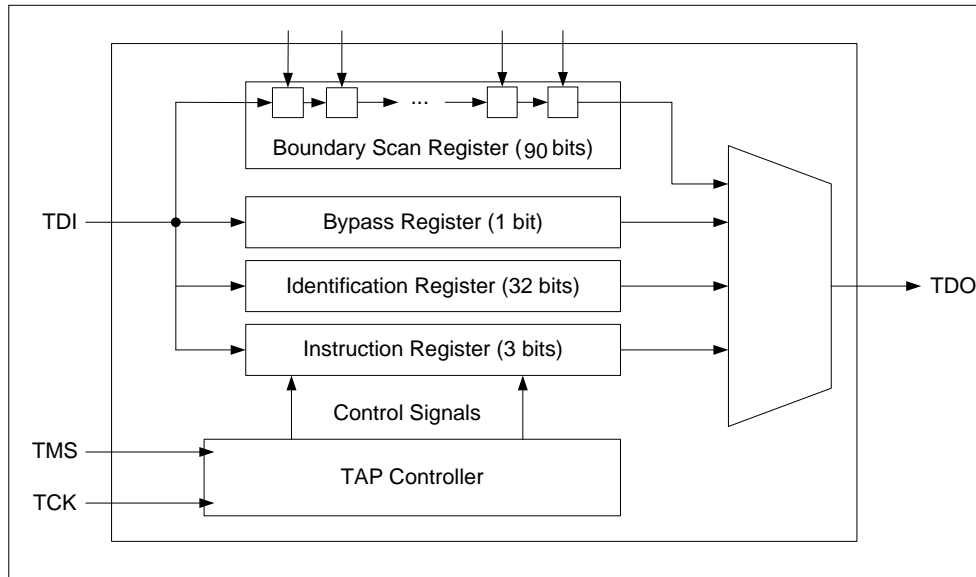 ...
Boundary Scan Register (90 bits)
TDI
Bypass Register (1 bit)
Identification Register (32 bits)
TDO
Instruction Register (3 bits)
Control Signals
TMS
TAP Controller
TCK